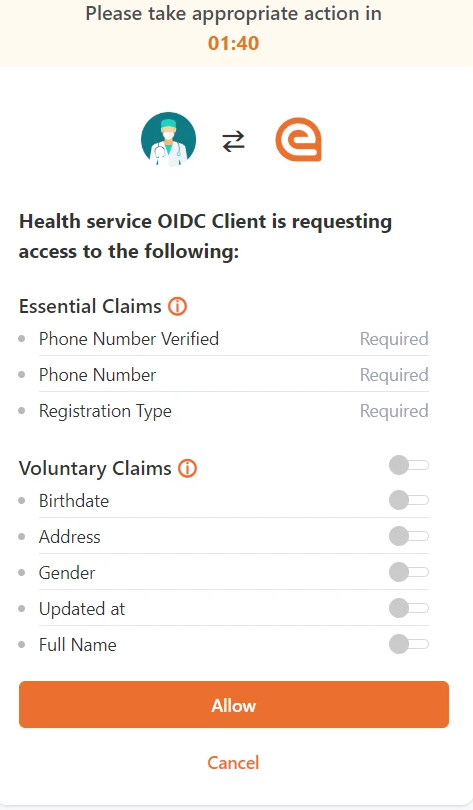 Please take appropriate action in
01:40
Health service OIDC Client is requesting
access to the following:
Essential Claims
Phone Number Verified Required
Phone Number Required
Registration Type Required
Voluntary Claims
Birthdate
Address
Gender
Updated at
Full Name
Allow
Cancel